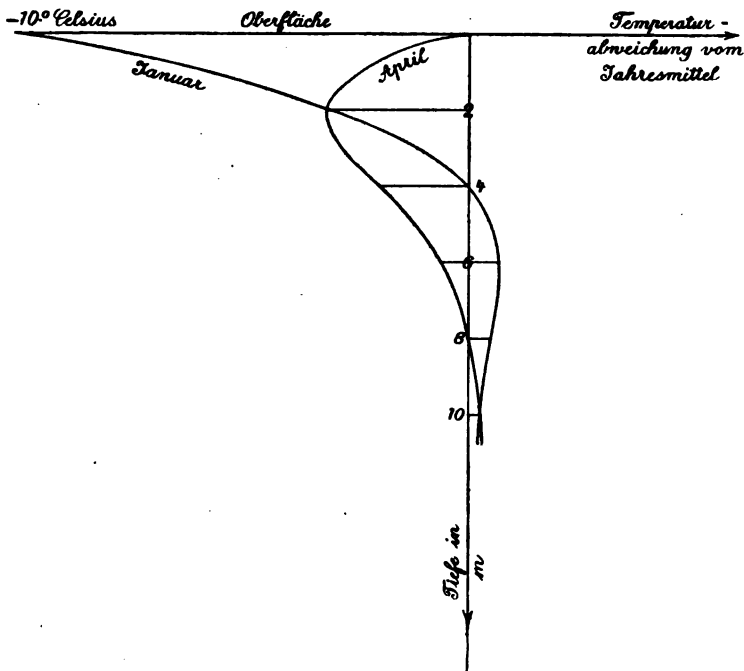 -10.° Celsius
Oberfläche
Temperatur-
abweichung vom
Jahresmittel
Januar
April
2
4
6
8
10
Tiefe in
m